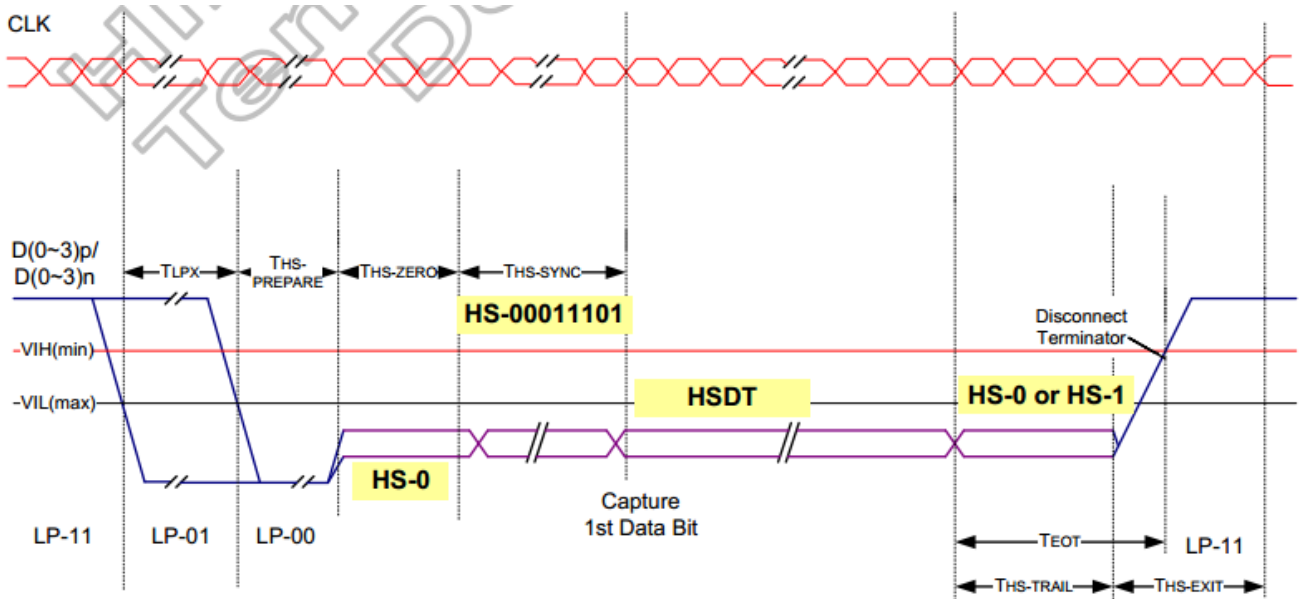 CLK
D(0~3)p/
D(0~3)n
TLPX
THS-
PREPARE
THS-ZERO
THS-SYNC
HS-00011101
Disconnect
Terminator
VIH(min)
VIL(max)
HSDT
HS-0 or HS-1
HS-0
Capture
1st Data Bit
LP-11
LP-01
LP-00
TEOT
LP-11
THS-TRAIL
THS-EXIT